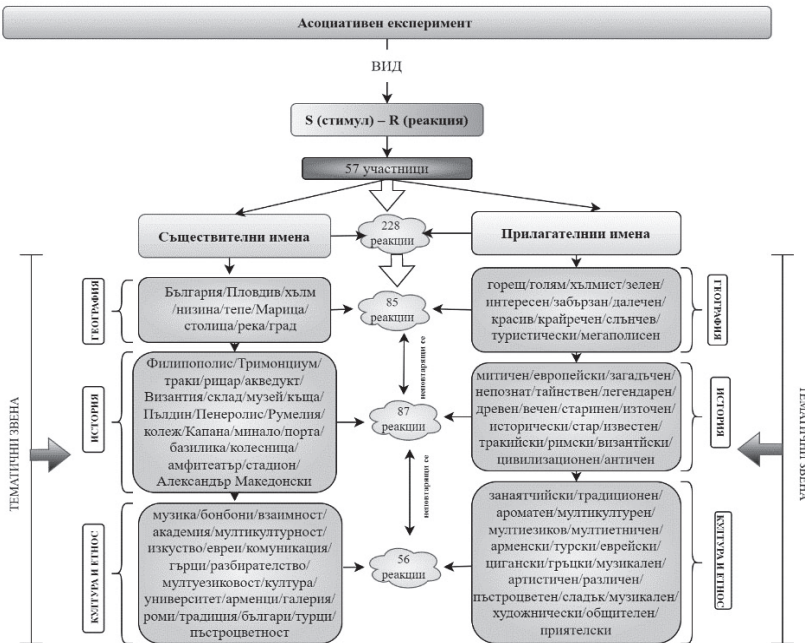 Асоциативен експеримент
ВИД
S (стимул) – R (реакция)
57 участници
Съществителни имена
228
реакции
Прилагателни имена
ТЕМАТИЧНИ ЗВЕНА
ГЕОГРАФИЯ
България/Пловдив/хълм
/низина/тепе/Марица/
столица/река/град
85
реакции
горещ/голям/хълмист/зелен/
интересен/забързан/далечен/
красив/крайречен/слънчев/
туристически/мегаполисен
ГЕОГРАФИЯ
неповтарящи се
ИСТОРИЯ
Филипополис/Тримонциум/
траки/рицар/акведукт/
Византия/склад/музей/къща/
Пълдин/Пенеролис/Румелия/
колеж/Капана/минало/порта/
базилика/колесница/
амфитеатър/стадион/
Александър Македонски
87
реакции
митичен/европейски/загадъчен/
непознат/тайнствен/легендарен/
древен/вечен/старинен/източен/
исторически/стар/известен/
тракийски/римски/византйски/
цивилизационен/античен
ИСТОРИЯ
неповтарящи се
КУЛТУРА И ЕТНОС
музика/бонбони/взаимност/
академия/мултикултурност/
изкуство/евреи/комуникация/
гърци/разбирателство/
мултуезиковост/култура/
университет/арменци/галерия/
роми/традиция/българи/турци/
пъстроцветност
56
реакции
занаятчийски/традиционен/
ароматен/мултикултурен/
мултиезиков/мултиетничен/
арменски/турски/еврейски/
цигански/гръцки/музикален/
артистичен/различен/
пъстроцветен/сладък/музикален/
художнически/общителен/
приятелски
КУЛТУРА И ЕТНОС